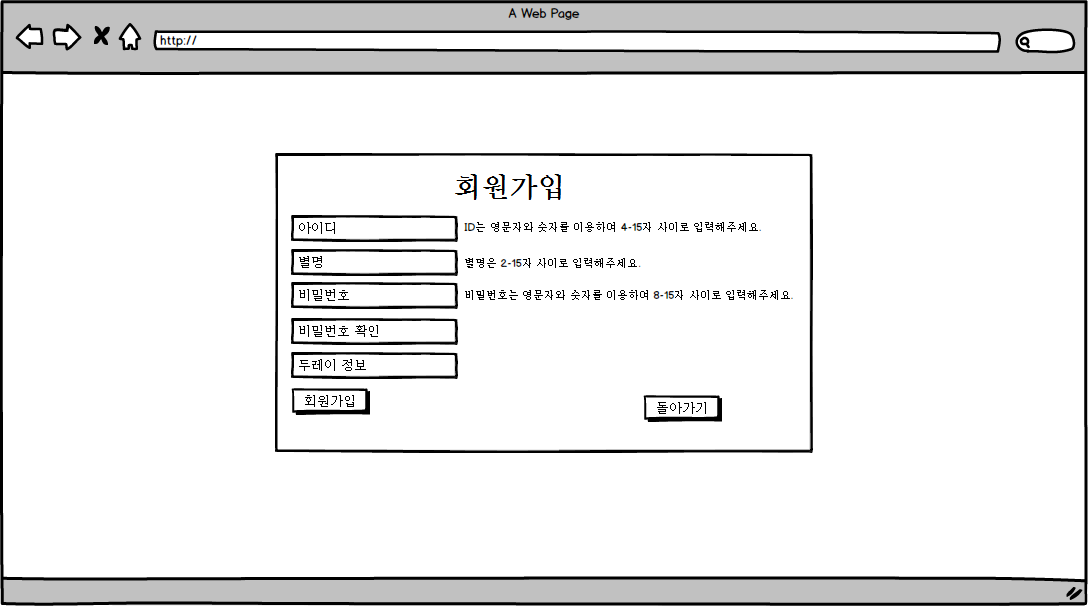 A Web Page
http://
회원가입
아이디 ID는 영문자와 숫자를 이용하여 4-15자 사이로 입력해주세요.
별명 별명은 2-15자 사이로 입력해주세요.
비밀번호 비밀번호는 영문자와 숫자를 이용하여 8-15자 사이로 입력해주세요.
비밀번호 확인
두레이 정보
회원가입 돌아가기